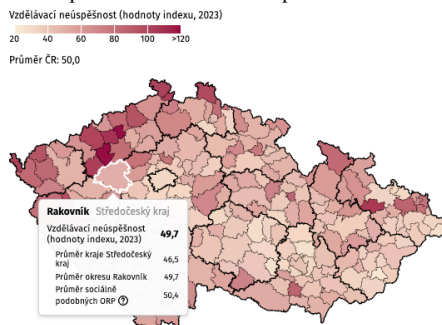 Vzdělávací neúspěšnost (hodnoty indexu, 2023)
20 40 60 80 100 >120
Průměr ČR: 50,0
Rakovník Středočeský kraj
Vzdělávací neúspěšnost
(hodnoty indexu, 2023) 49,7
Průměr kraje Středočeský
kraj 46,5
Průměr okresu Rakovník 49,7
Průměr sociálně
podobných ORP ? 50,4